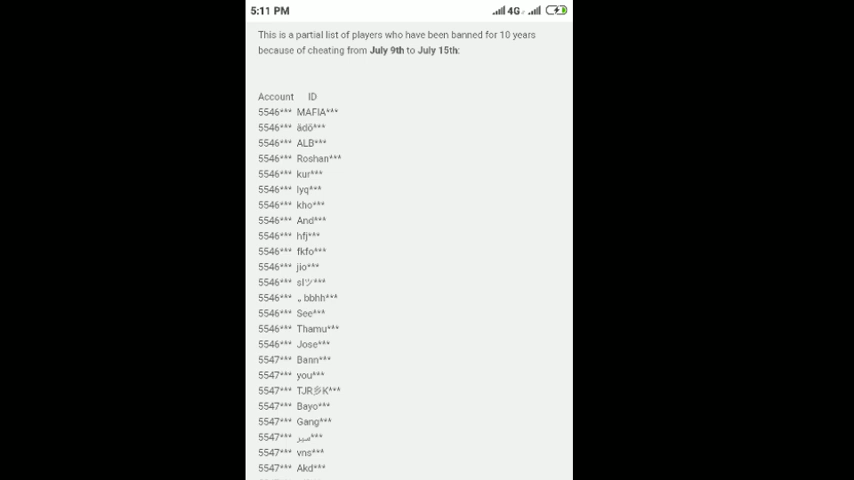 5:11 PM 4G
This is a partial list of players who have been banned for 10 years
because of cheating from July 9th to July 15th:
Account ID
5546*** MAFIA***
5546*** ädö***
5546*** ALB***
5546*** Roshan***
5546*** kur***
5546*** lyq***
5546*** kho***
5546*** And***
5546*** hfj***
5546*** fkfo***
5546*** jio***
5546*** slツ***
5546*** „ bbhh***
5546*** See***
5546*** Thamu***
5546*** Jose***
5547*** Bann***
5547*** you***
5547*** TJR彡K***
5547*** Bayo***
5547*** Gang***
5547***
5547*** vns***
5547*** Akd***